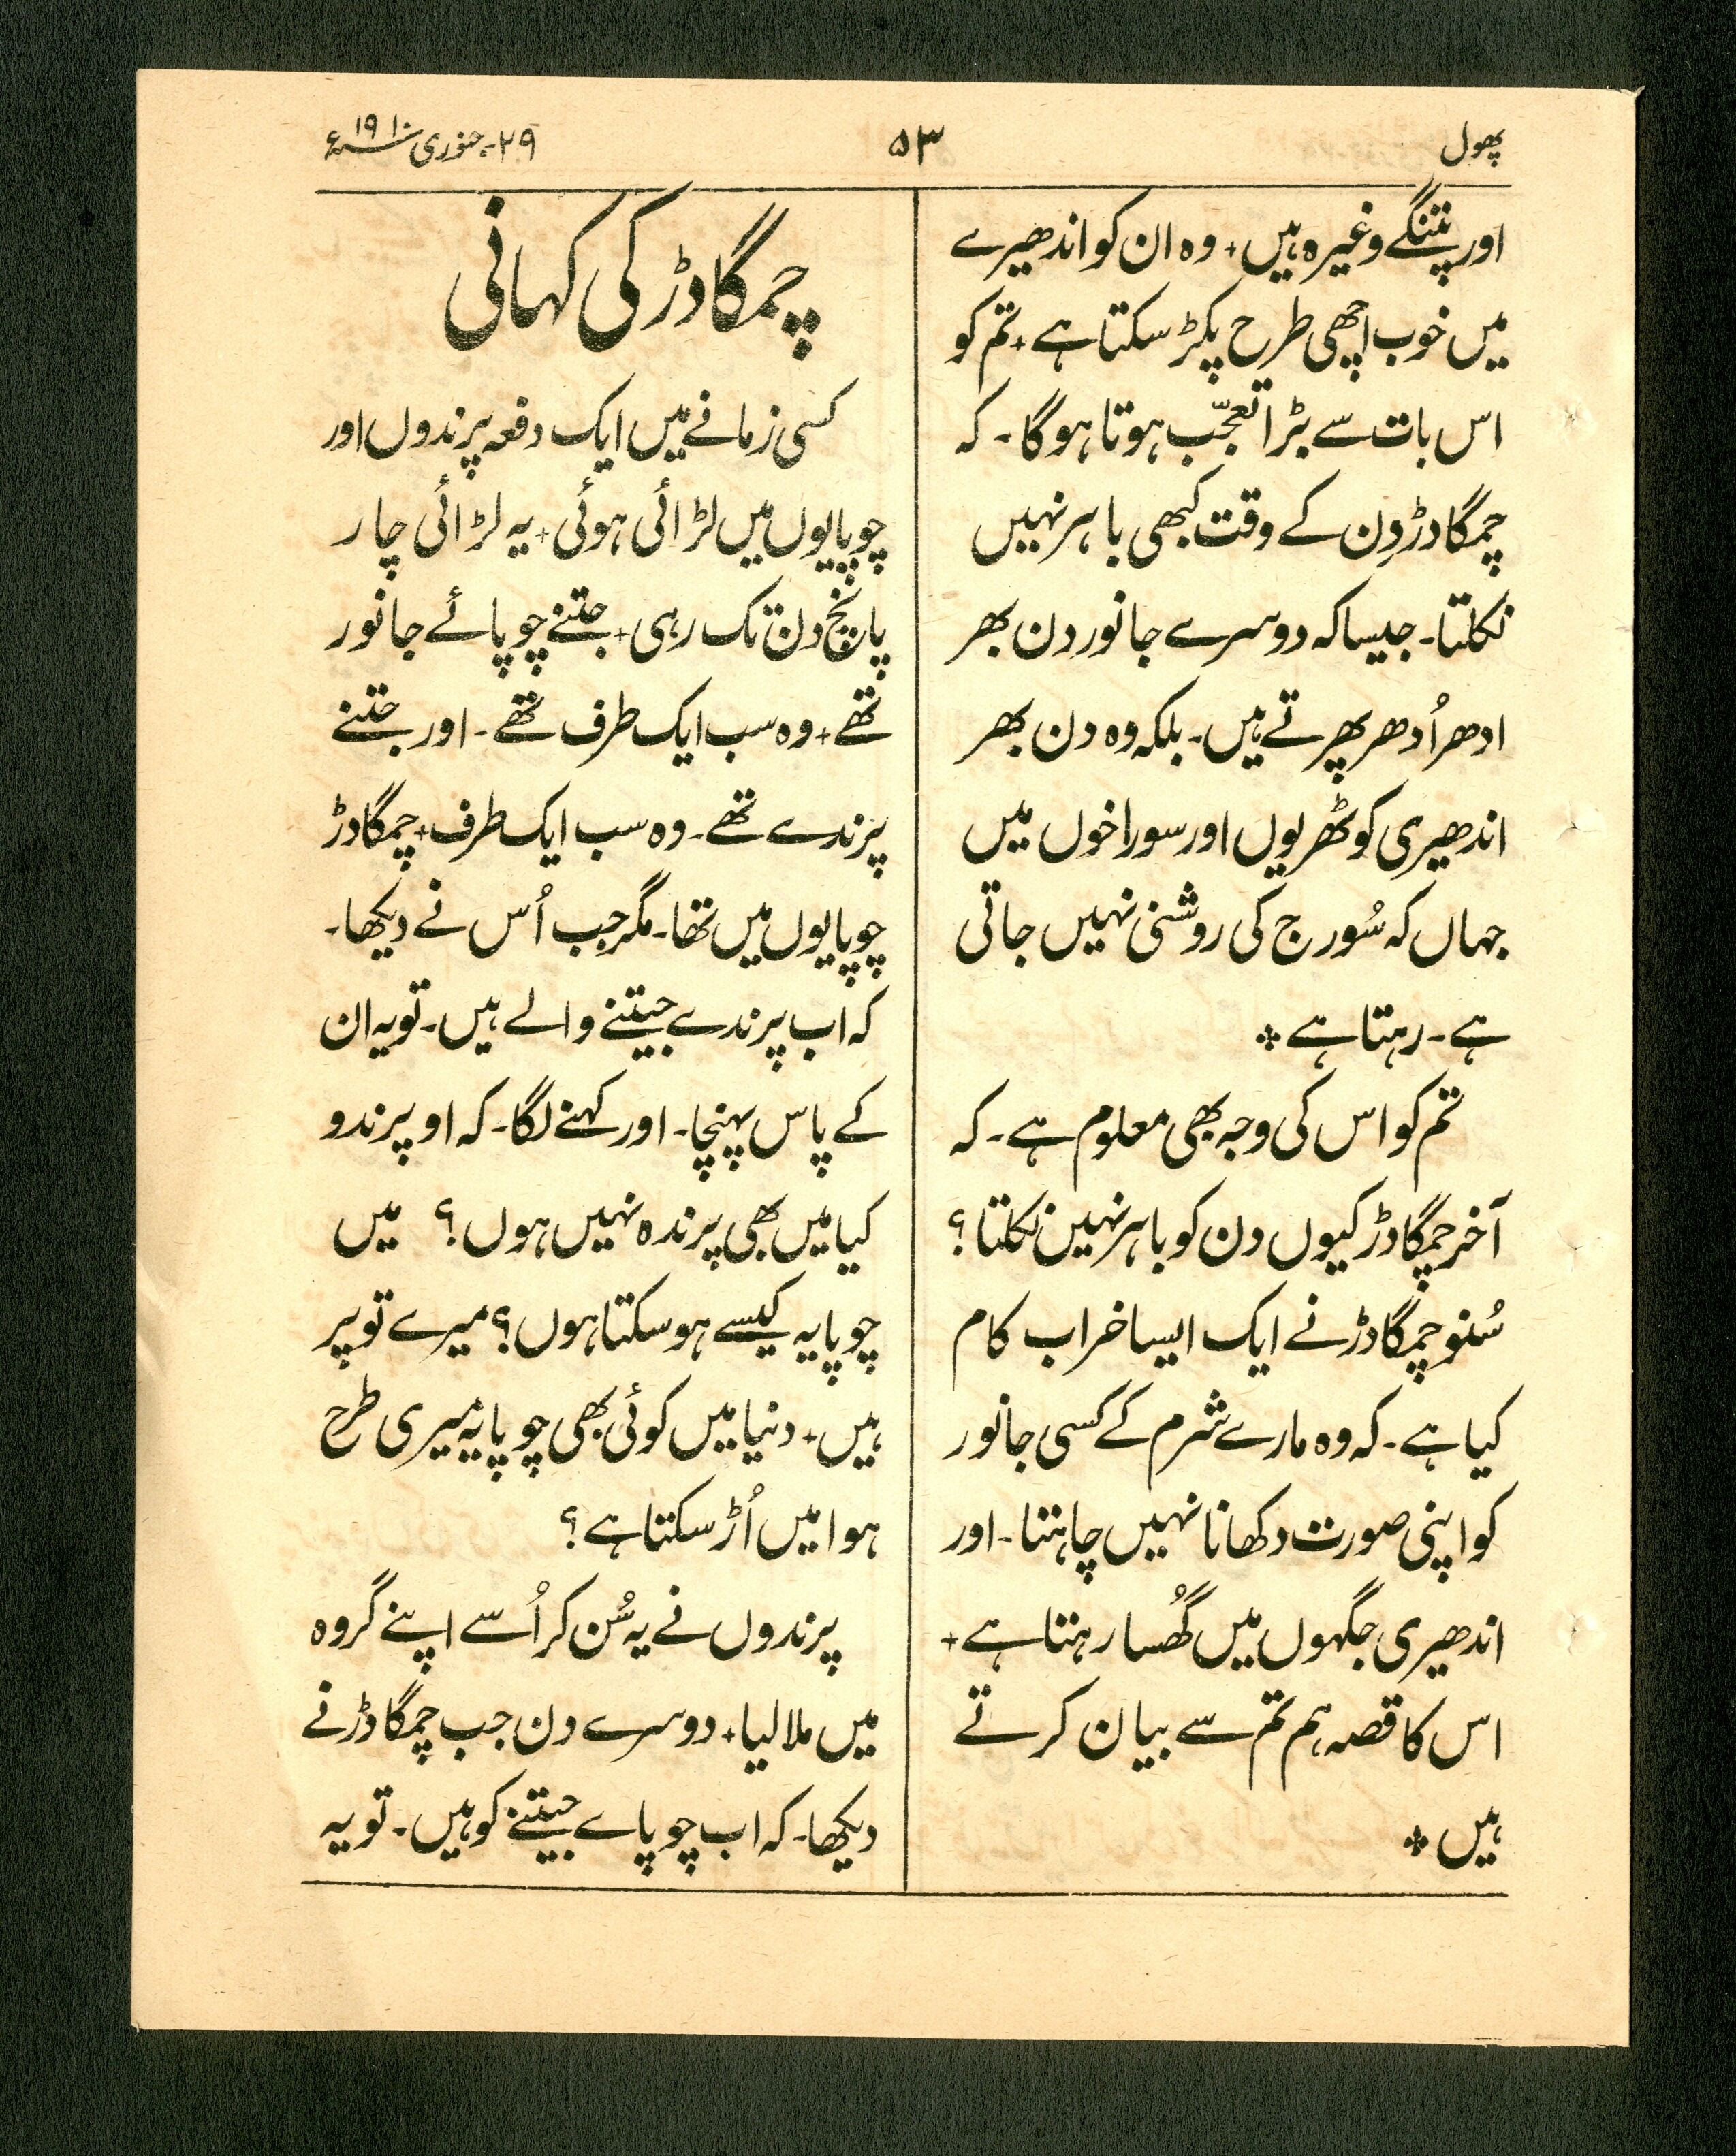 پھول
۵۳
۲۹۔ جنوری ۱۹۱۰ء
اور پتنگے وغیرہ ہیں + وہ ان کو اندھیرے
میں خوب اچھی طرح پکڑ سکتا ہے + تم کو
اس بات سے بڑا تعجّب ہوتا ہوگا ۔ کہ
چمگادڑ دِن کے وقت کبھی باہر نہیں
نکلتا ۔ جیسا کہ دوسرے جانور دن بھر
ادھر اُدھر پھرتے ہیں ۔ بلکہ وہ دن بھر
اندھیری کوٹھریوں اور سوراخوں میں
جہاں کہ سُورج کی روشنی نہیں جاتی
ہے ۔ رہتا ہے ❖
تم کو اس کی وجہ بھی معلوم ہے ۔ کہ
آخر چمگادڑ کیوں دن کو باہر نہیں نکلتا ؟
سُنو چمگادڑ نے ایک ایسا خراب کام
کیا ہے ۔ کہ وہ مارے شرم کے کسی جانور
کو اپنی صورت دکھانا نہیں چاہتا ۔ اور
اندھیری جگہوں میں گُھسا رہتا ہے +
اس کا قصہ ہم تم سے بیان کرتے
ہیں ❖
چمگادڑ کی کہانی
کسی زمانے میں ایک دفعہ پرندوں اور
چوپایوں میں لڑائی ہوئی + یہ لڑائی چار
پانچ دن تک رہی + جتنے چوپائے جانور
تھے + وہ سب ایک طرف تھے ۔ اور جتنے
پرندے تھے ۔ وہ سب ایک طرف + چمگادڑ
چوپایوں میں تھا ۔ مگر جب اُس نے دیکھا ۔
کہ اب پرندے جیتنے والے ہیں ۔ تو یہ ان
کے پاس پہنچا ۔ اور کہنے لگا ۔ کہ او پرندو
کیا میں بھی پرندہ نہیں ہوں ؟ میں
چوپایہ کیسے ہو سکتا ہوں ؟ میرے تو پر
ہیں + دنیا میں کوئی بھی چوپایہ میری طرح
ہوا میں اُڑ سکتا ہے ؟
پرندوں نے یہ سُن کر اُسے اپنے گروہ
میں ملا لیا + دوسرے دن جب چمگادڑ نے
دیکھا ۔ کہ اب چوپاے جیتنے کو ہیں ۔ تو یہ